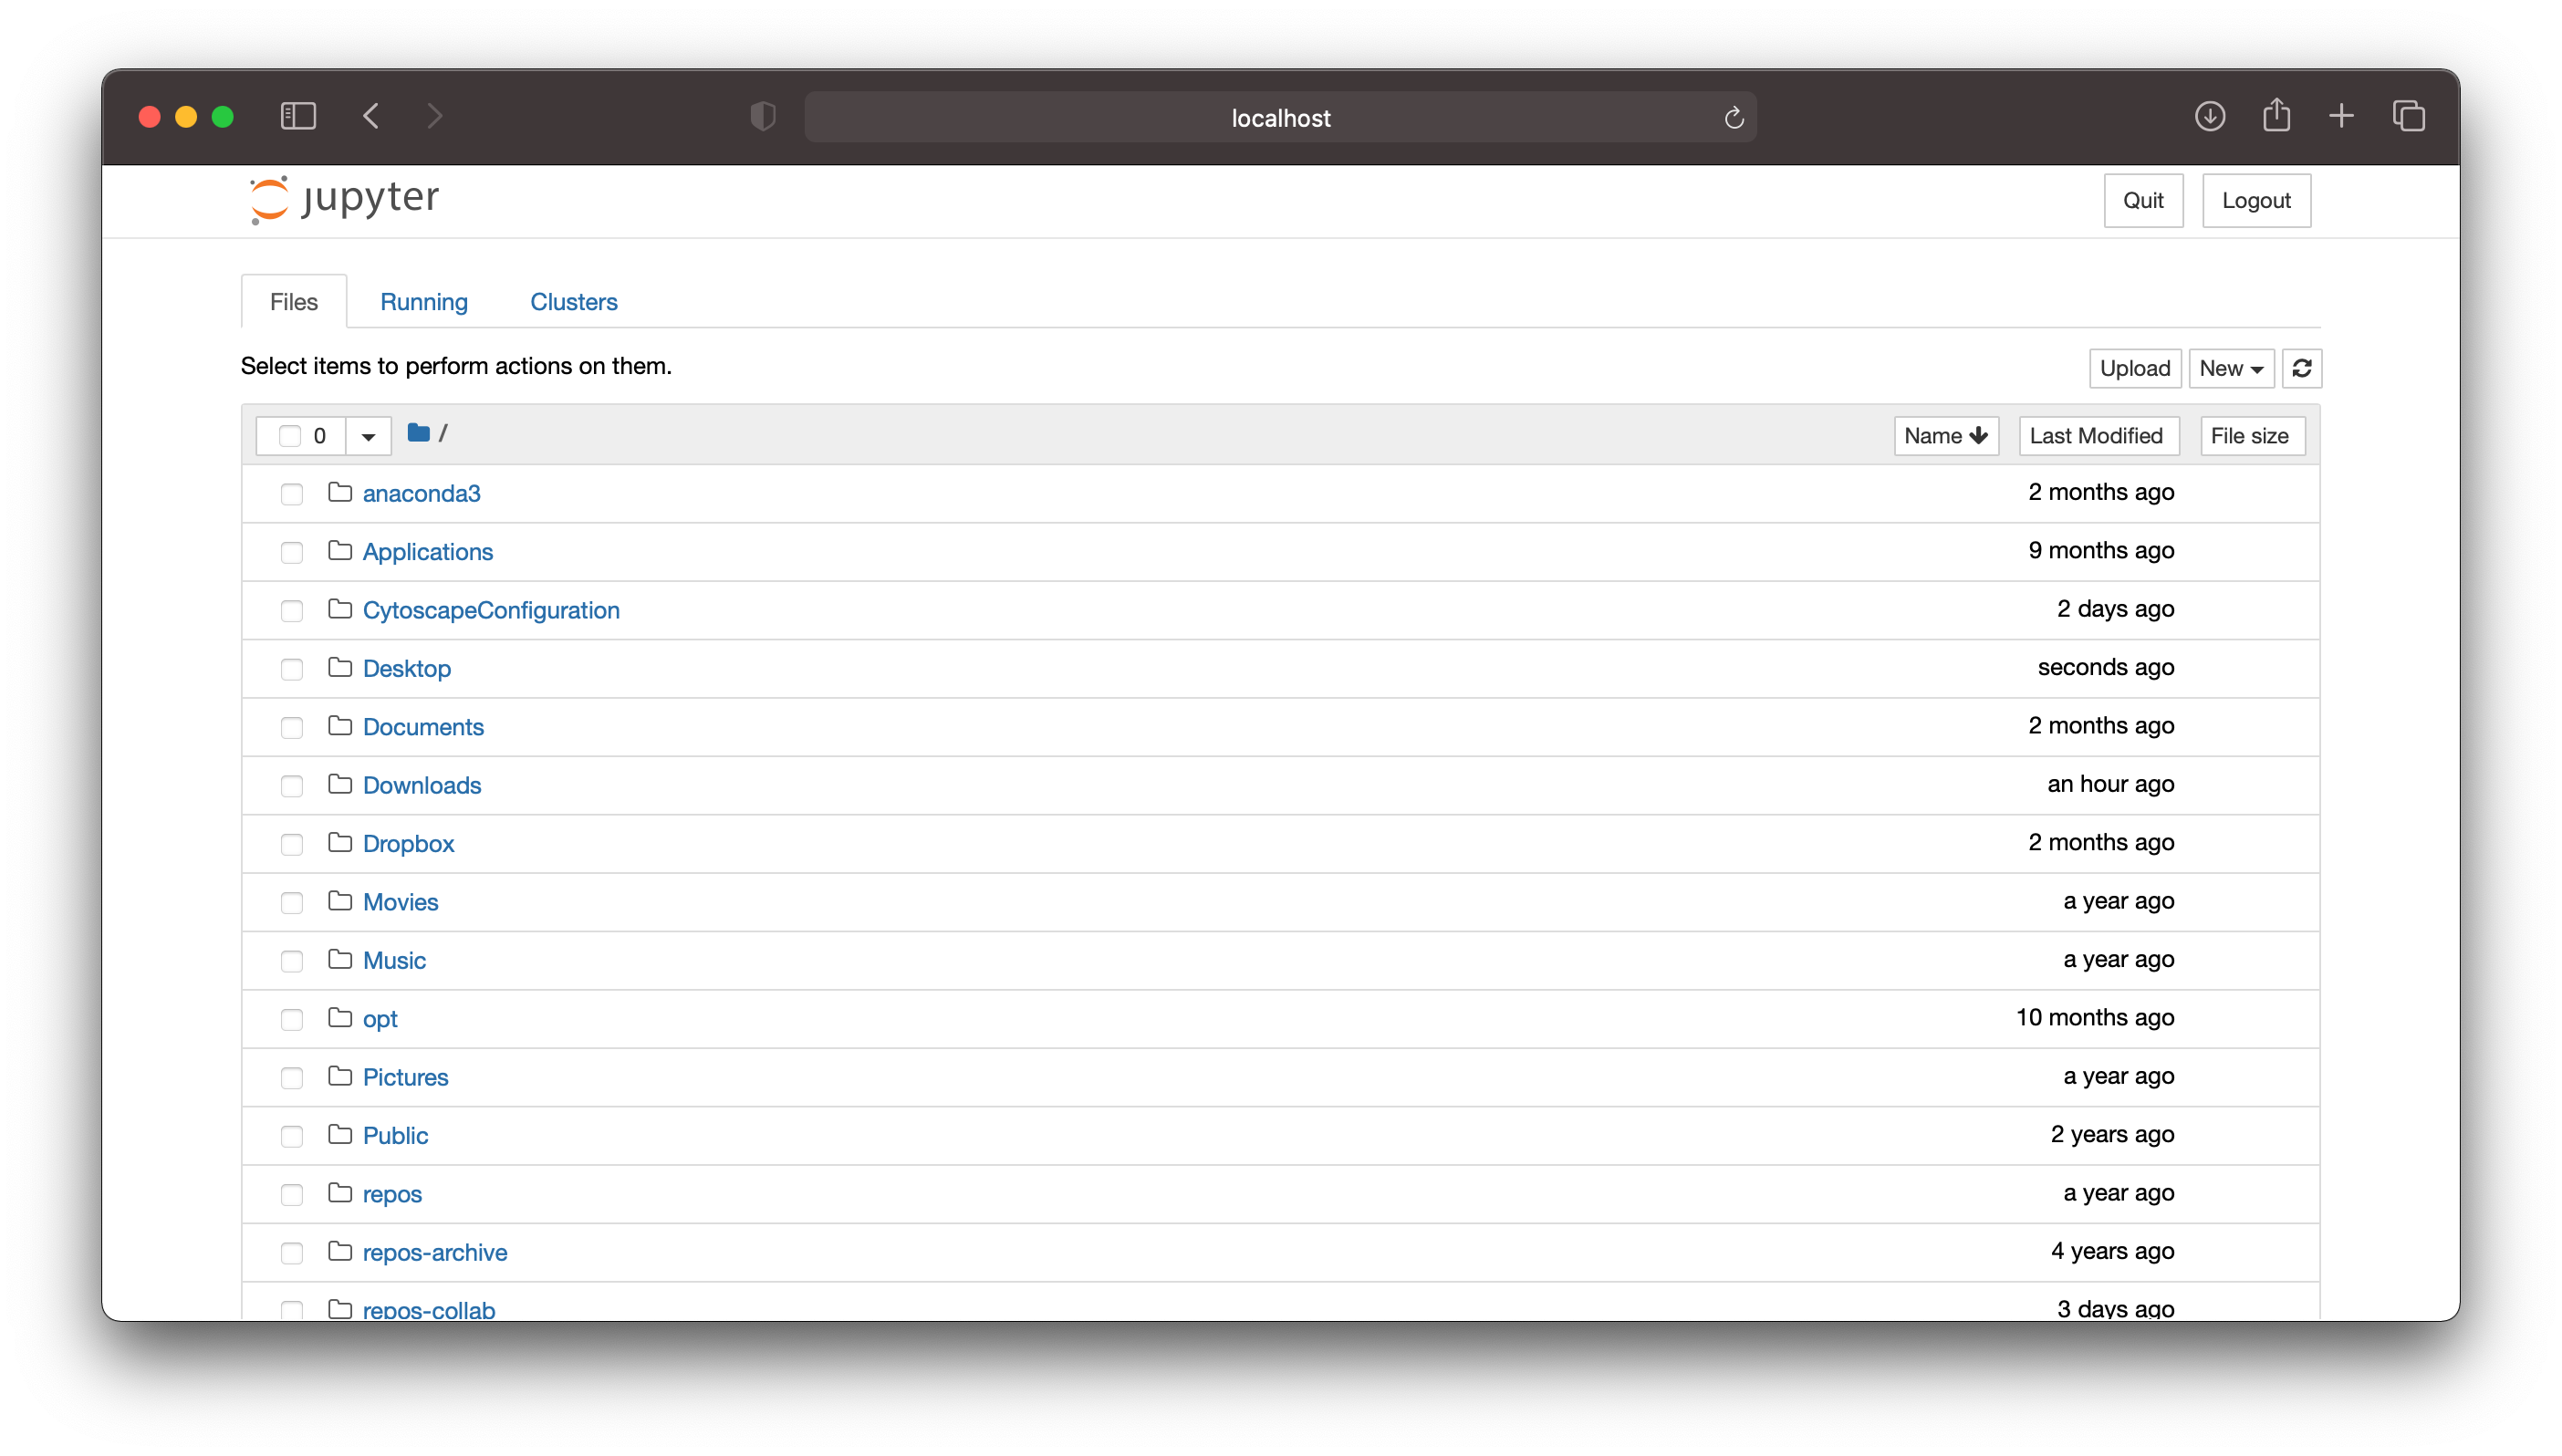 localhost
jupyter
Quit Logout
Files Running Clusters
Select items to perform actions on them.
Upload New
0 / Name Last Modified File size
anaconda3 2 months ago
Applications 9 months ago
CytoscapeConfiguration 2 days ago
Desktop seconds ago
Documents 2 months ago
Downloads an hour ago
Dropbox 2 months ago
Movies a year ago
Music a year ago
opt 10 months ago
Pictures a year ago
Public 2 years ago
repos a year ago
repos-archive 4 years ago
repos-collab 3 days ago